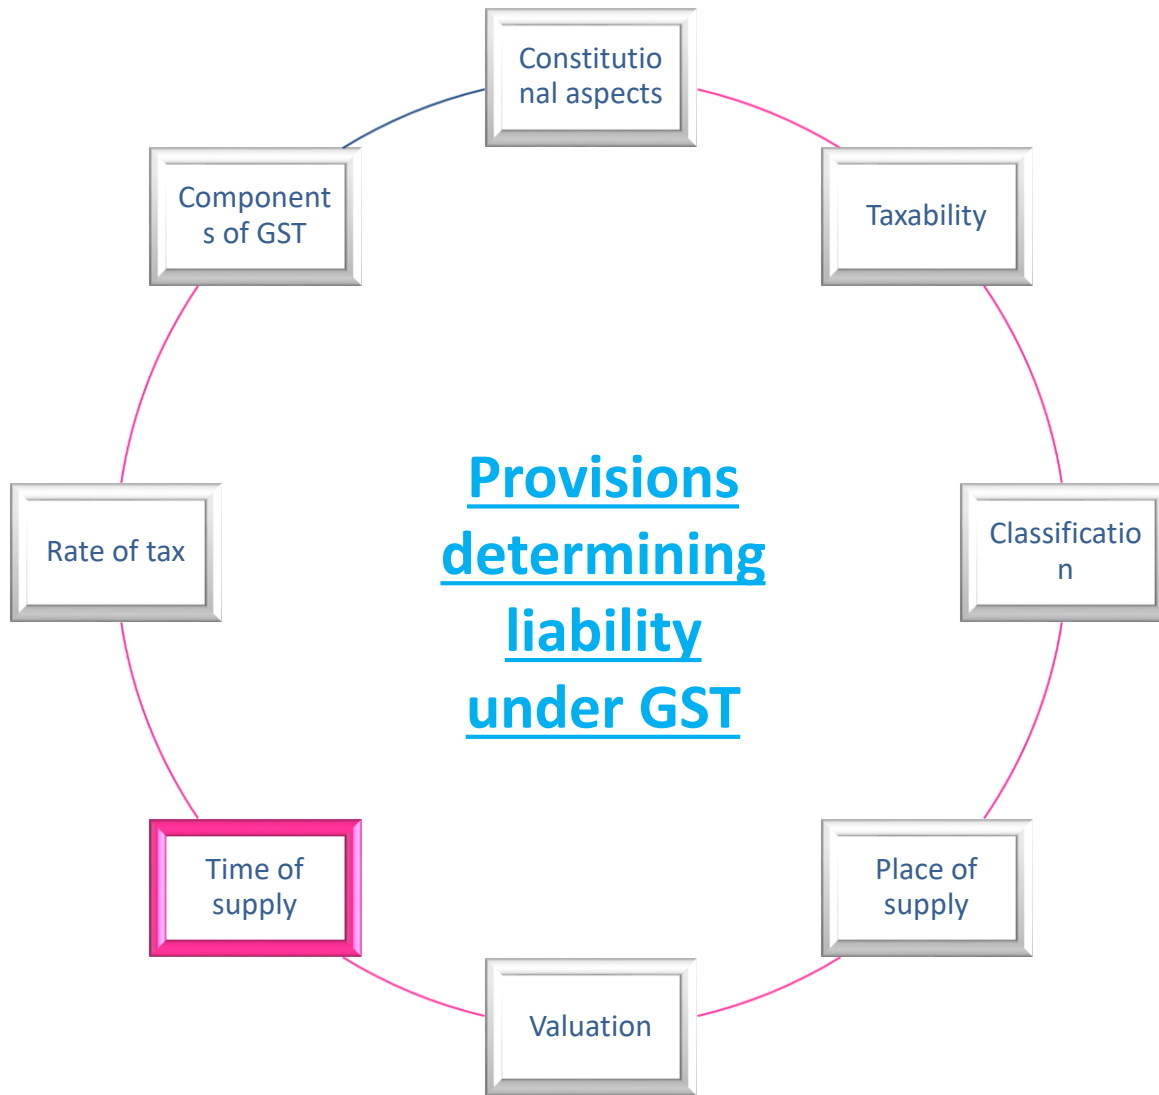 Constitutio
nal aspects
Taxability
Classificatio
n
Place of
supply
Valuation
Time of
supply
Rate of tax
Component
s of GST
Provisions
determining
liability
under GST